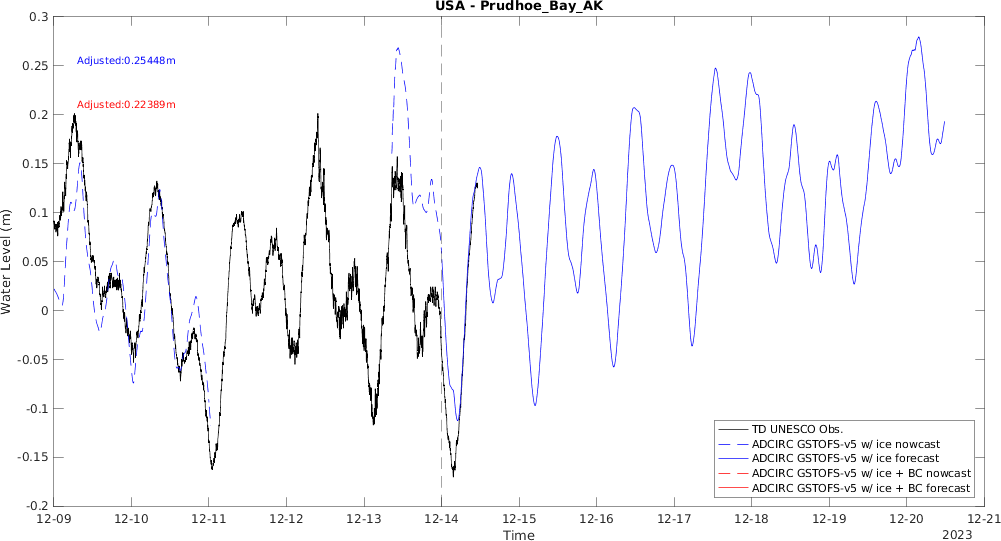 USA - Prudhoe_Bay_AK
0.3
0.25
0.2
0.15
0.1
0.05
0
-0.05
-0.1
-0.15
-0.2
Water Level (m)
Adjusted:0.25448m
Adjusted:0.22389m
TD UNESCO Obs.
ADCIRC GSTOFS-v5 w/ ice nowcast
ADCIRC GSTOFS-v5 w/ ice forecast
ADCIRC GSTOFS-v5 w/ ice + BC nowcast
ADCIRC GSTOFS-v5 w/ ice + BC forecast
12-09 12-10 12-11 12-12 12-13 12-14 12-15 12-16 12-17 12-18 12-19 12-20 12-21
Time
2023